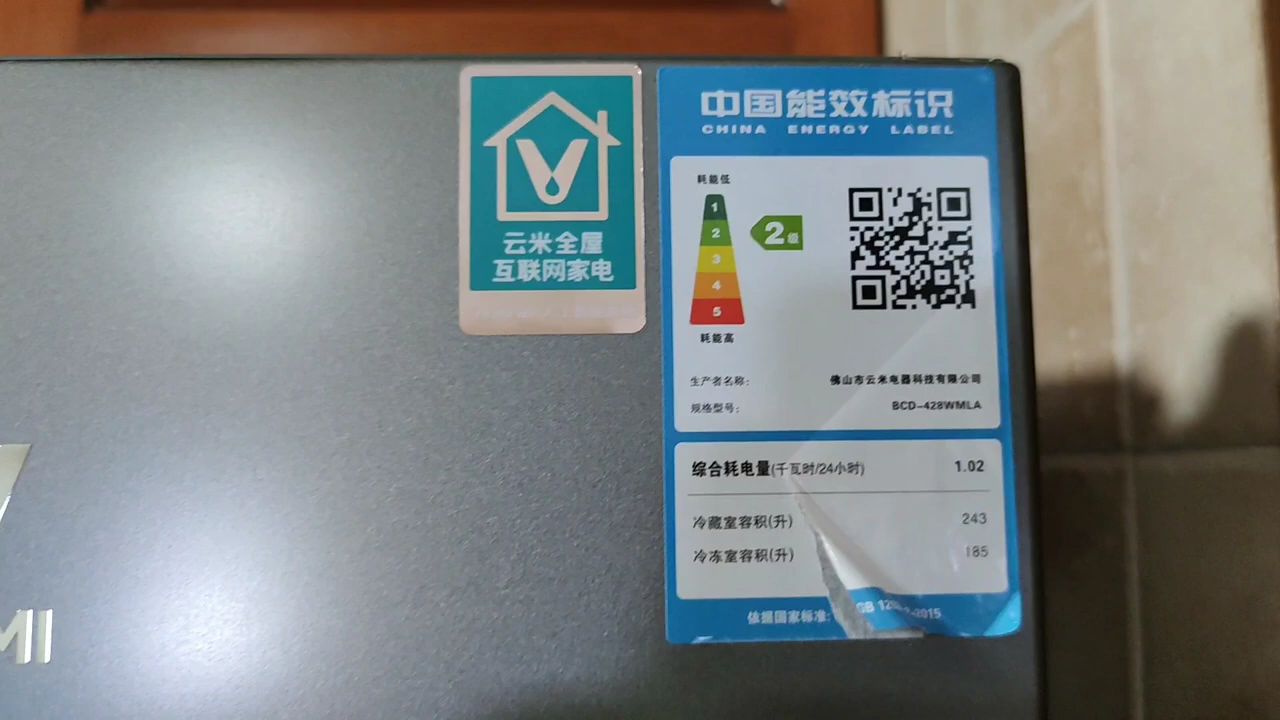 云米全屋
互联网家电
MI
中国能效标识
CHINA ENERGY LABEL
耗能低
1
2
3
4
5
2级
耗能高
生产者名称: 佛山市云米电器科技有限公司
规格型号: BCD-428WMLA
综合耗电量(千瓦时/24小时) 1.02
冷藏室容积(升) 243
冷冻室容积(升) 185
依据国家标准: GB